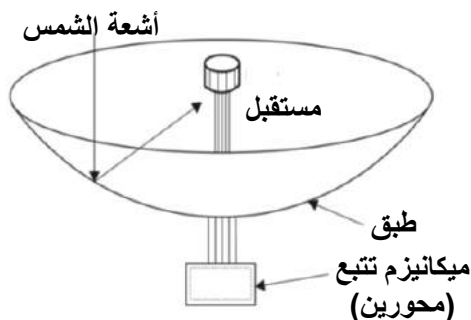 أشعة الشمس
مستقبل
طبق
ميكانيزم تتبع
(محورين)